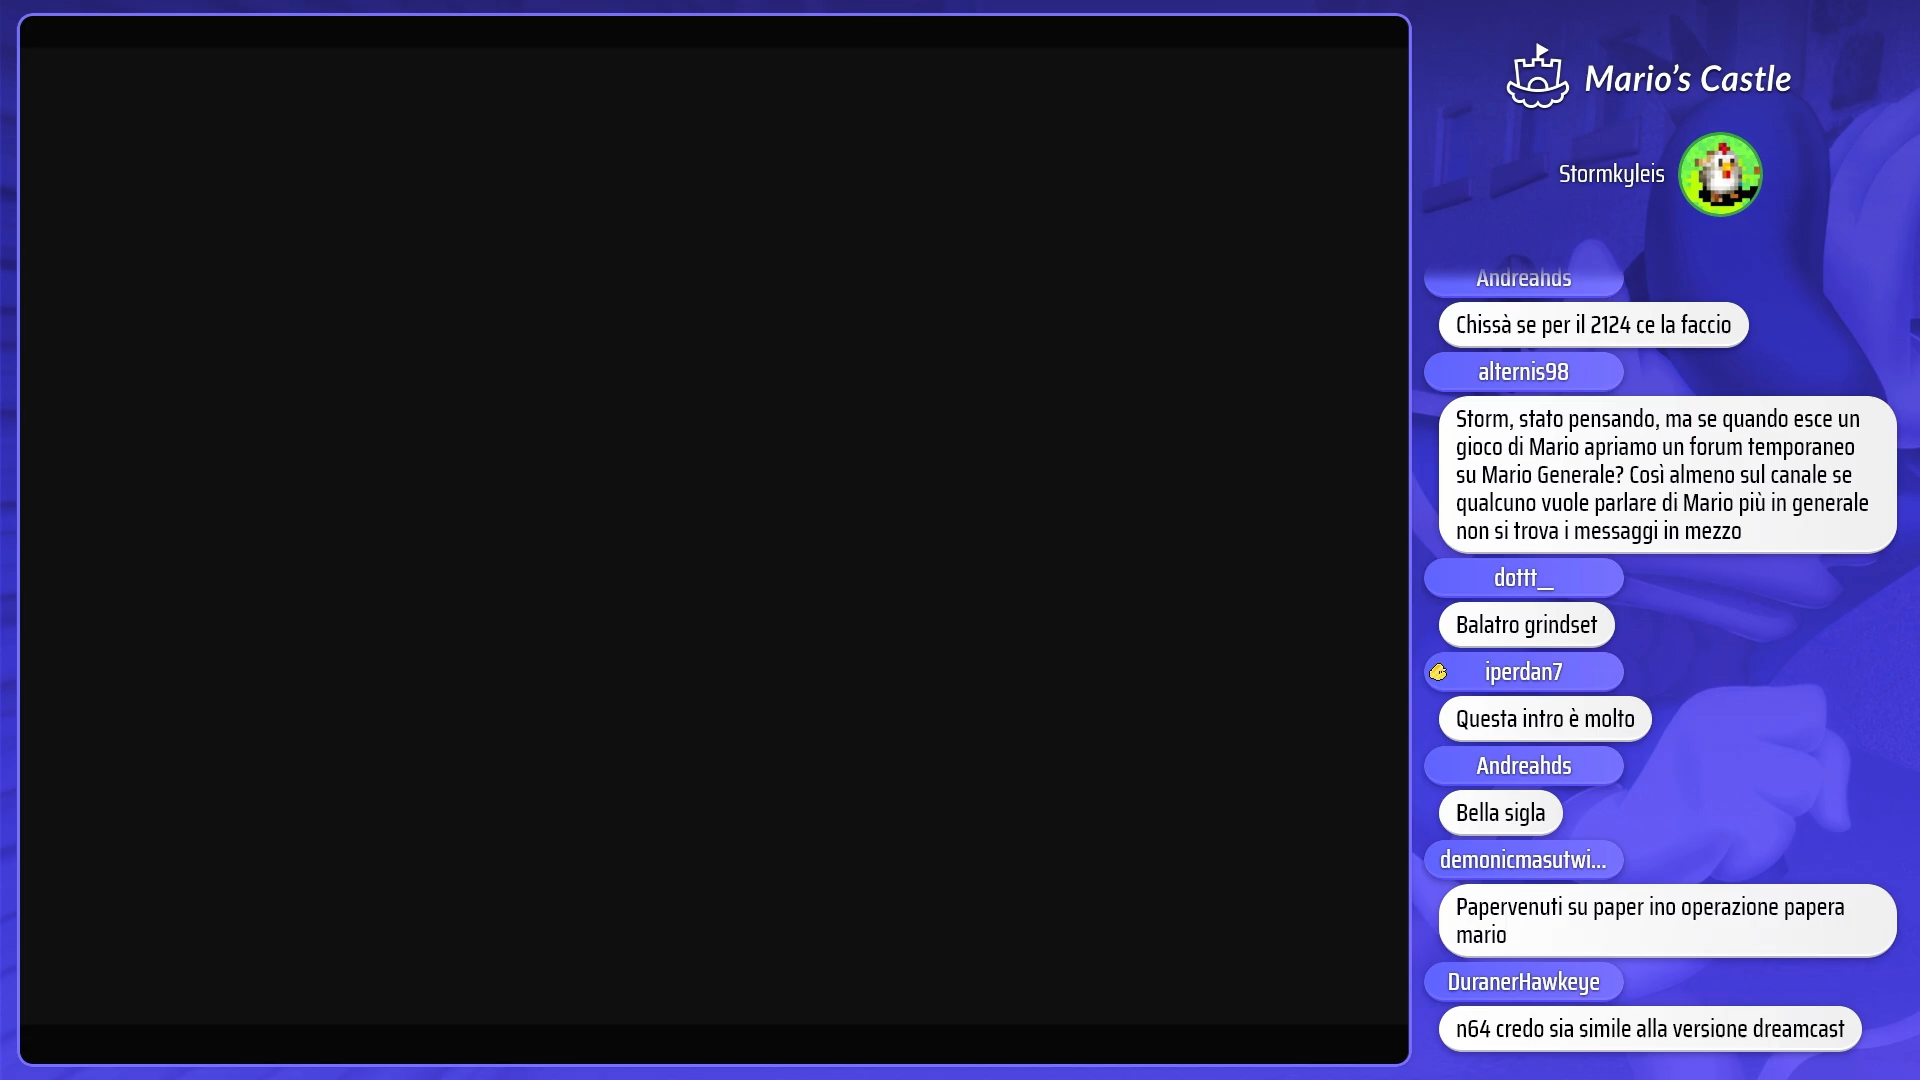 Mario's Castle
Stormkyleis
Andreahds
Chissà se per il 2124 ce la faccio
alternis98
Storm, stato pensando, ma se quando esce un
gioco di Mario apriamo un forum temporaneo
su Mario Generale? Così almeno sul canale se
qualcuno vuole parlare di Mario più in generale
non si trova i messaggi in mezzo
dottt__
Balatro grindset
iperdan7
Questa intro è molto
Andreahds
Bella sigla
demonicmasutwi...
Papervenuti su paper ino operazione papera
mario
DuranerHawkeye
n64 credo sia simile alla versione dreamcast